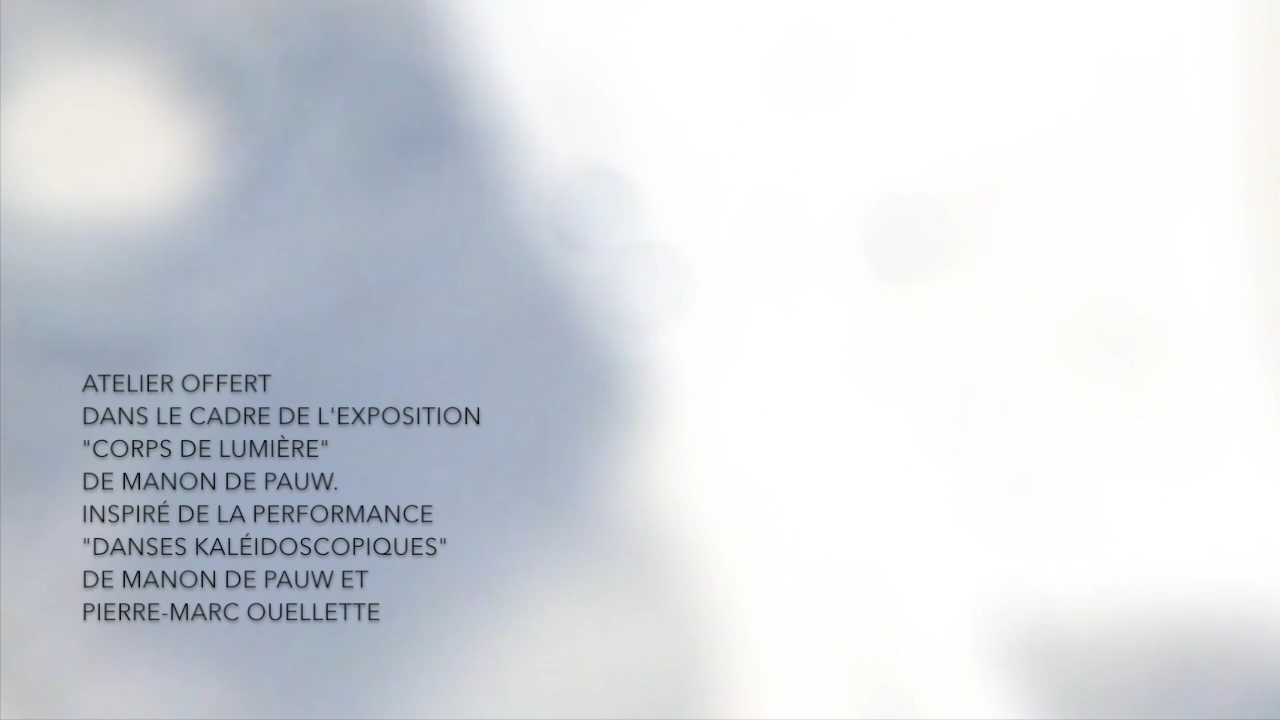 ATELIER OFFERT
DANS LE CADRE DE L'EXPOSITION
"CORPS DE LUMIÈRE"
DE MANON DE PAUW.
INSPIRÉ DE LA PERFORMANCE
"DANSES KALÉIDOSCOPIQUES"
DE MANON DE PAUW ET
PIERRE-MARC OUELLETTE